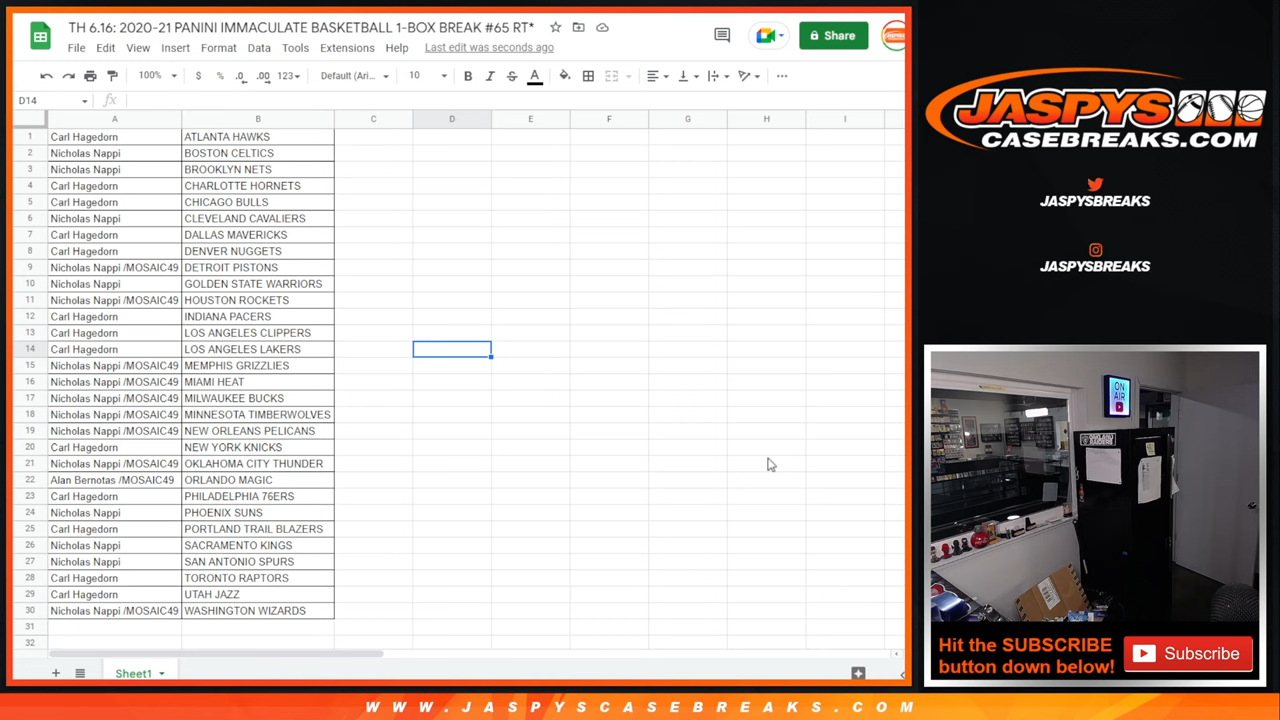 TH 6.16: 2020-21 PANINI IMMACULATE BASKETBALL 1-BOX BREAK #65 RT*
File Edit View Insert Format Data Tools Extensions Help Last edit was seconds ago
Share
100% $ % .0 .00 123 Default (Ari... 10 B I S A
D14 fx
A B C D E F G H I
1 Carl Hagedorn ATLANTA HAWKS
2 Nicholas Nappi BOSTON CELTICS
3 Nicholas Nappi BROOKLYN NETS
4 Carl Hagedorn CHARLOTTE HORNETS
5 Carl Hagedorn CHICAGO BULLS
6 Nicholas Nappi CLEVELAND CAVALIERS
7 Carl Hagedorn DALLAS MAVERICKS
8 Carl Hagedorn DENVER NUGGETS
9 Nicholas Nappi /MOSAIC49 DETROIT PISTONS
10 Nicholas Nappi GOLDEN STATE WARRIORS
11 Nicholas Nappi /MOSAIC49 HOUSTON ROCKETS
12 Carl Hagedorn INDIANA PACERS
13 Carl Hagedorn LOS ANGELES CLIPPERS
14 Carl Hagedorn LOS ANGELES LAKERS
15 Nicholas Nappi /MOSAIC49 MEMPHIS GRIZZLIES
16 Nicholas Nappi /MOSAIC49 MIAMI HEAT
17 Nicholas Nappi /MOSAIC49 MILWAUKEE BUCKS
18 Nicholas Nappi /MOSAIC49 MINNESOTA TIMBERWOLVES
19 Nicholas Nappi /MOSAIC49 NEW ORLEANS PELICANS
20 Carl Hagedorn NEW YORK KNICKS
21 Nicholas Nappi /MOSAIC49 OKLAHOMA CITY THUNDER
22 Alan Bernotas /MOSAIC49 ORLANDO MAGIC
23 Carl Hagedorn PHILADELPHIA 76ERS
24 Nicholas Nappi PHOENIX SUNS
25 Carl Hagedorn PORTLAND TRAIL BLAZERS
26 Nicholas Nappi SACRAMENTO KINGS
27 Nicholas Nappi SAN ANTONIO SPURS
28 Carl Hagedorn TORONTO RAPTORS
29 Carl Hagedorn UTAH JAZZ
30 Nicholas Nappi /MOSAIC49 WASHINGTON WIZARDS
31
32
Sheet1
JASPYS
CASEBREAKS.COM
JASPYSBREAKS
JASPYSBREAKS
ON
AIR
Hit the SUBSCRIBE
button down below!
Subscribe
WWW.JASPYSCASEBREAKS.COM